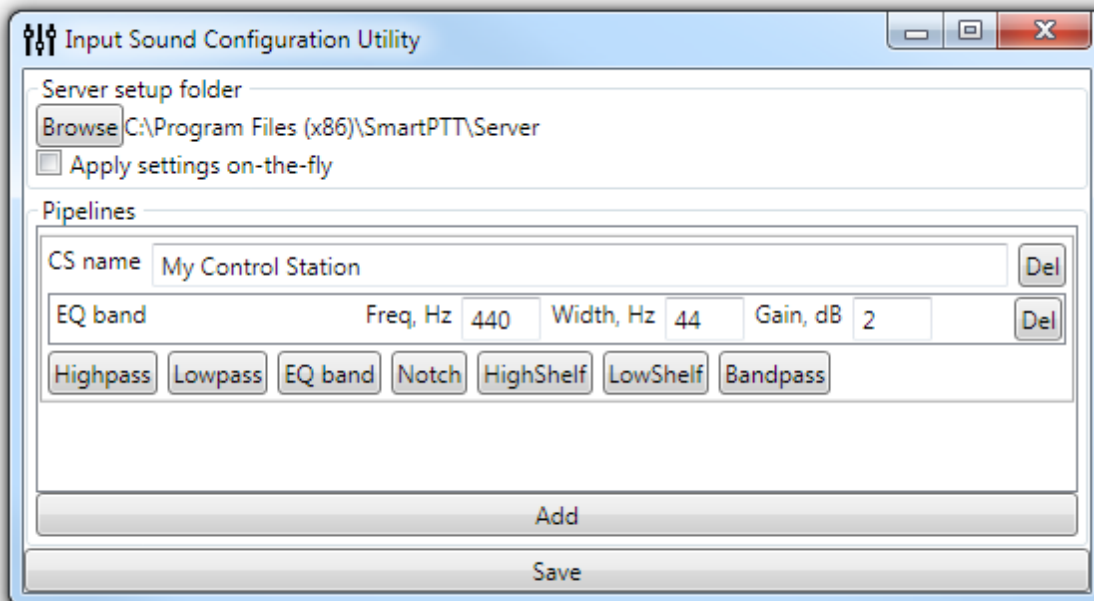 Input Sound Configuration Utility
Server setup folder
Browse C:\Program Files (x86)\SmartPTT\Server
Apply settings on-the-fly
Pipelines
CS name My Control Station Del
EQ band Freq, Hz 440 Width, Hz 44 Gain, dB 2 Del
Highpass Lowpass EQ band Notch HighShelf LowShelf Bandpass
Add
Save